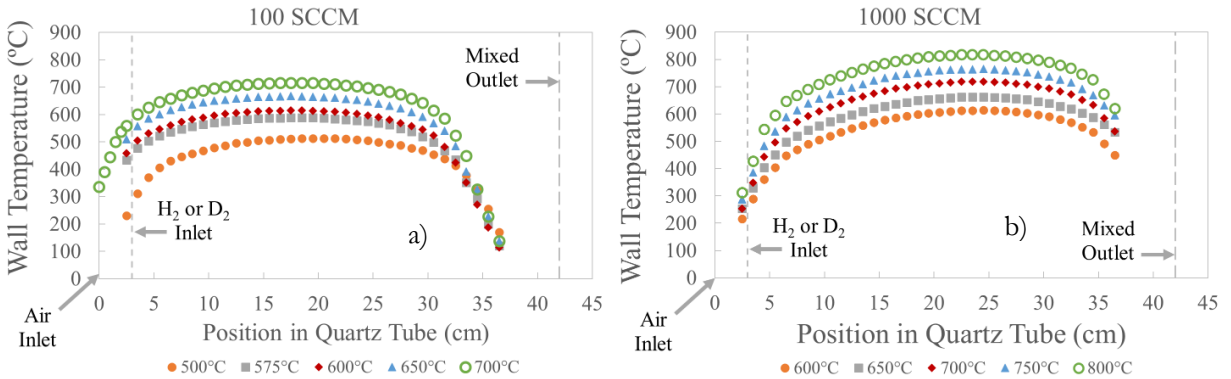 100 SCCM
Wall Temperature (ºC)
900
800
700
600
500
400
300
200
100
0
Mixed
Outlet
H2 or D2
Inlet
a)
Air
Inlet
0 5 10 15 20 25 30 35 40 45
Position in Quartz Tube (cm)
500°C 575°C 600°C 650°C 700°C
1000 SCCM
Wall Temperature (ºC)
900
800
700
600
500
400
300
200
100
0
H2 or D2
Inlet
b)
Mixed
Outlet
Air
Inlet
0 5 10 15 20 25 30 35 40 45
Position in Quartz Tube (cm)
600°C 650°C 700°C 750°C 800°C